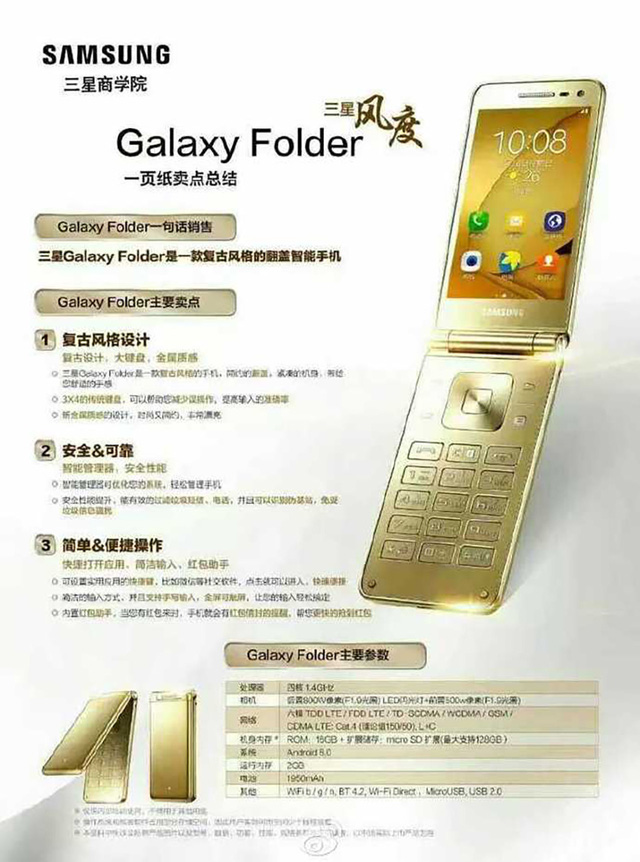 SAMSUNG
三星商学院
三星风度
Galaxy Folder
一页纸卖点总结
10:08
26
SAMSUNG
Galaxy Folder一句话销售
三星Galaxy Folder是一款复古风格的翻盖智能手机
Galaxy Folder主要卖点
1 复古风格设计
复古设计、大键盘、金属质感
三星Galaxy Folder是一款复古风格的手机，简约的翻盖，紧凑的机身，带给
您舒适的手感
3X4的传统键盘，可以帮助您减少误操作，提高输入的准确率
新金属质感的设计，时尚又简约，非常漂亮
2 安全&可靠
智能管理器、安全性能
智能管理器可优化您的系统，轻松管理手机
安全性能提升，能有效的过滤垃圾短信、电话，并且可以识别伪基站，免受
垃圾信息骚扰
3 简单&便捷操作
快速打开应用、简洁输入、红包助手
可设置实用应用的快捷键，比如微信等社交软件，点击就可以进入，快速便捷
简洁的输入方式，并且支持手写输入，全屏可触屏，让您的输入轻松搞定
内置红包助手，当您有红包来时，手机就会有红包信封的提醒，帮您更快的抢到红包
Galaxy Folder主要参数
处理器 四核 1.4GHz
相机 后置800W像素(F1.9光圈) LED闪光灯+前置500w像素(F1.9光圈)
网络 六模 TDD LTE / FDD LTE / TD-SCDMA / WCDMA / GSM /
CDMA LTE: Cat.4 (理论值150/50), L+C
机身内存* ROM: 16GB + 扩展储存: micro SD 扩展(最大支持128GB )
系统 Android 6.0
运行内存 2GB
电池 1950mAh
其他 WiFi b / g / n, BT 4.2, Wi-Fi Direct , MicroUSB, USB 2.0